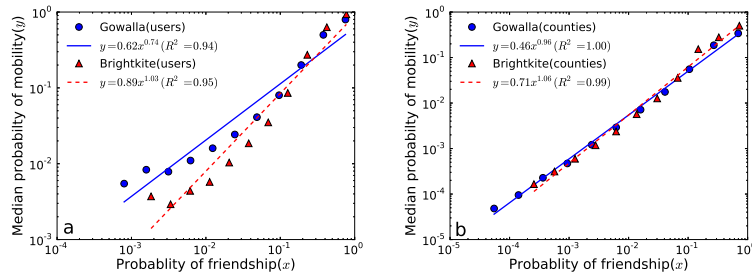 10^0
10^-1
10^-2
10^-3
10^-4 10^-3 10^-2 10^-1 10^0
Median probabilty of mobility(y)
Probablity of friendship(x)
Gowalla(users)
y=0.62x^0.74(R^2 =0.94)
Brightkite(users)
y=0.89x^1.03(R^2 =0.95)
a
10^0
10^-1
10^-2
10^-3
10^-4
10^-5
10^-5 10^-4 10^-3 10^-2 10^-1 10^0
Median probabilty of mobility(y)
Probablity of friendship(x)
Gowalla(counties)
y=0.46x^0.96(R^2 =1.00)
Brightkite(counties)
y=0.71x^1.06(R^2 =0.99)
b